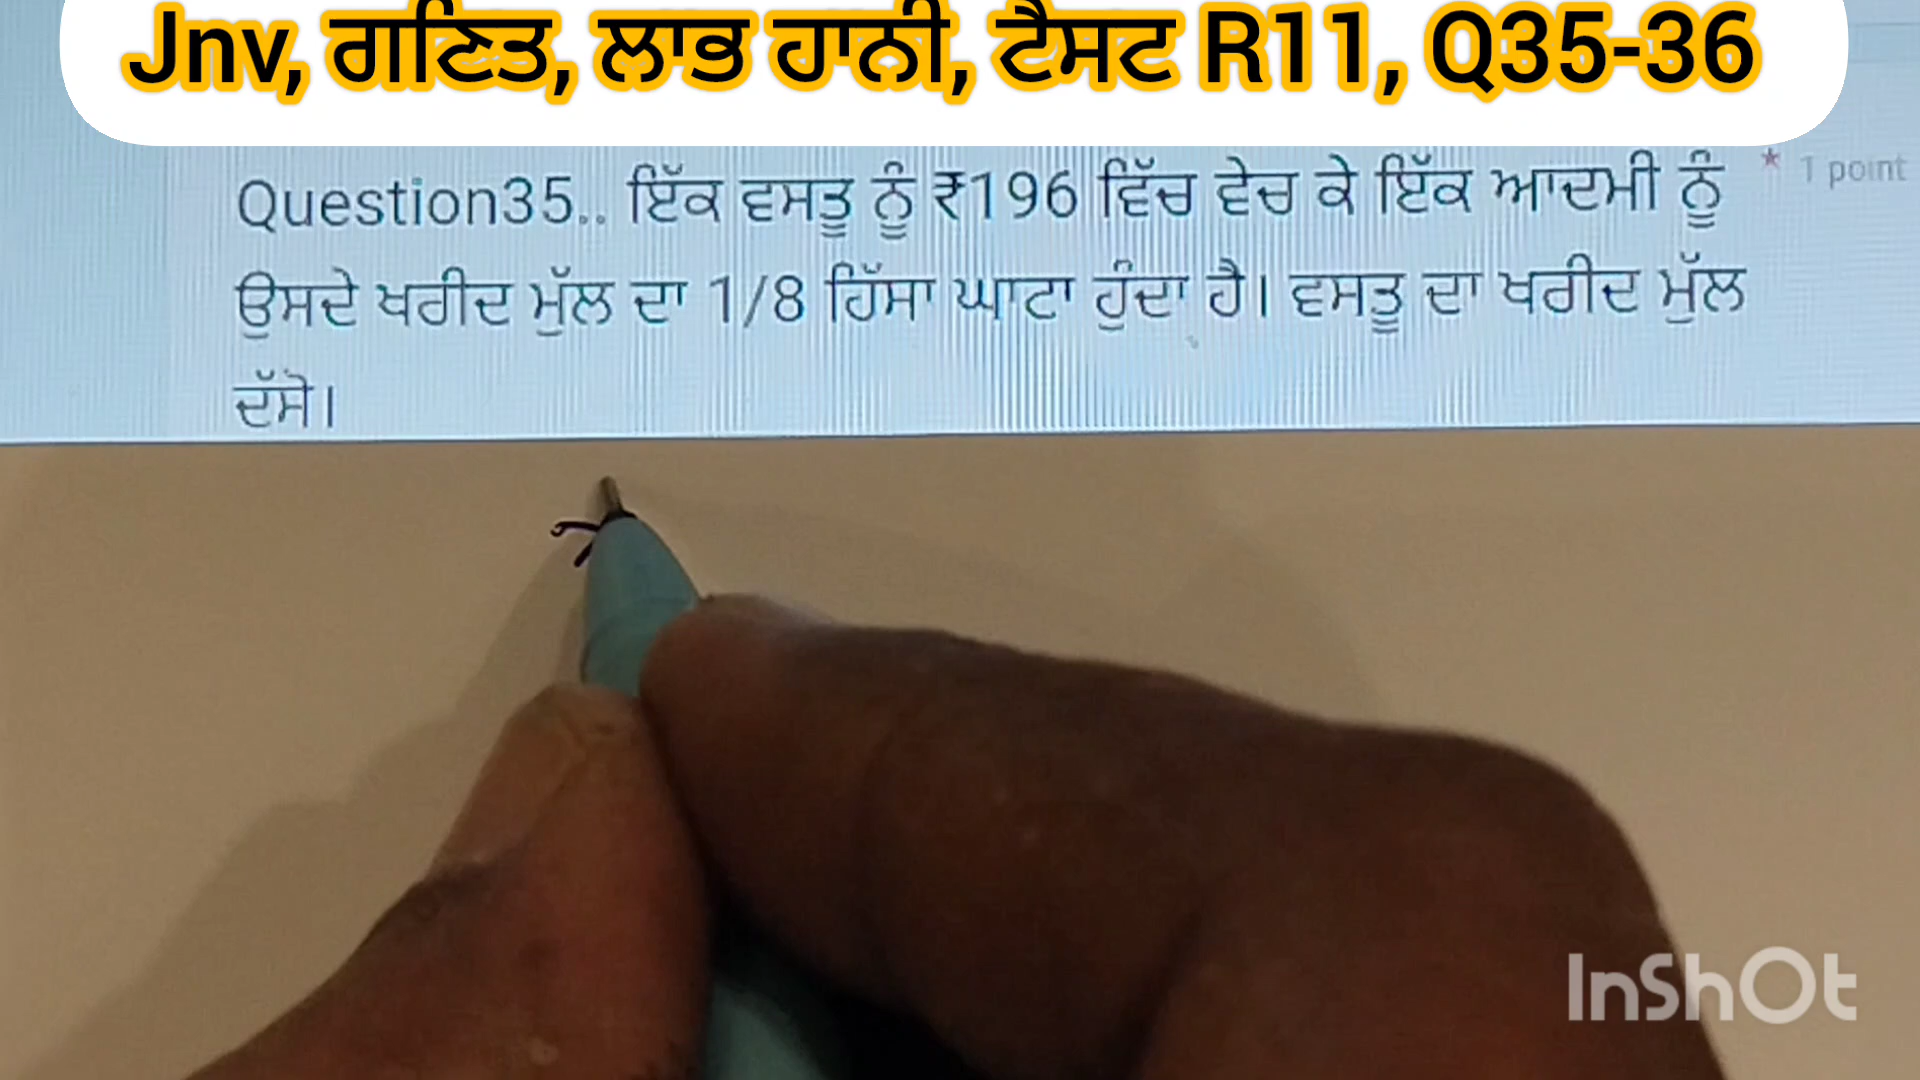 Jnv, ਗਣਿਤ, ਲਾਭ ਹਾਨੀ, ਟੈਸਟ R11, Q35-36
Question35.. ਇੱਕ ਵਸਤੂ ਨੂੰ ₹196 ਵਿੱਚ ਵੇਚ ਕੇ ਇੱਕ ਆਦਮੀ ਨੂੰ * 1 point
ਉਸਦੇ ਖਰੀਦ ਮੁੱਲ ਦਾ 1/8 ਹਿੱਸਾ ਘਾਟਾ ਹੁੰਦਾ ਹੈ। ਵਸਤੂ ਦਾ ਖਰੀਦ ਮੁੱਲ
ਦੱਸੋ।
InShOt